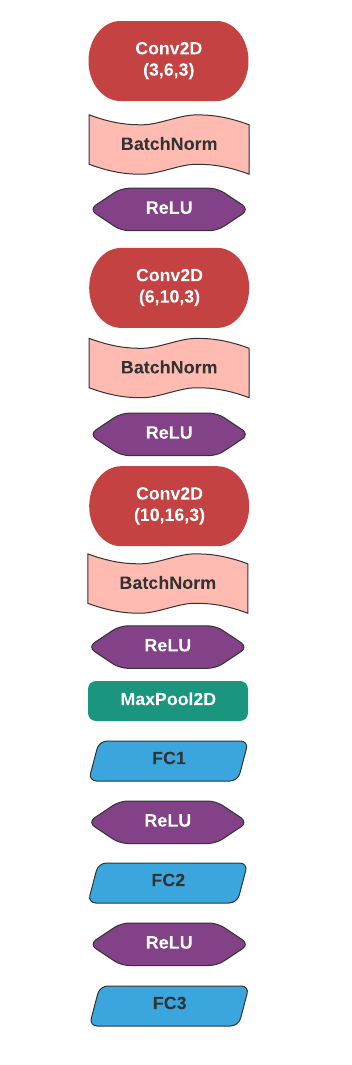 Conv2D
(3,6,3)
BatchNorm
ReLU
Conv2D
(6,10,3)
BatchNorm
ReLU
Conv2D
(10,16,3)
BatchNorm
ReLU
MaxPool2D
FC1
ReLU
FC2
ReLU
FC3